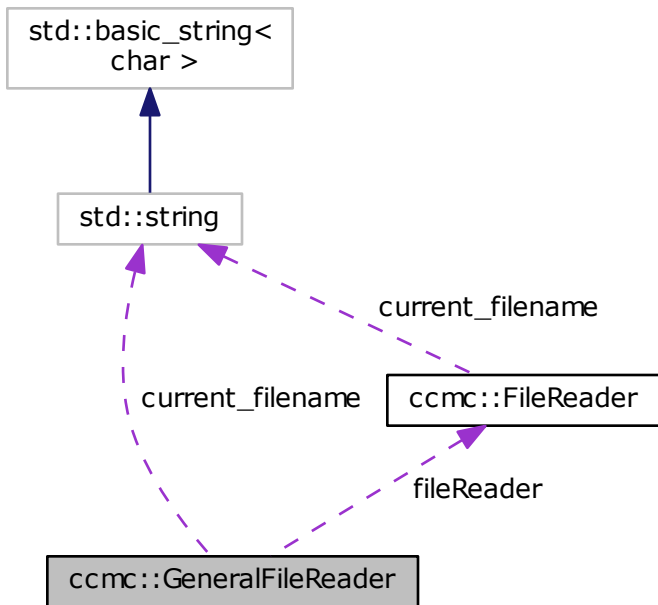 std::basic_string<
char >
std::string
current_filename
current_filename
ccmc::FileReader
fileReader
ccmc::GeneralFileReader